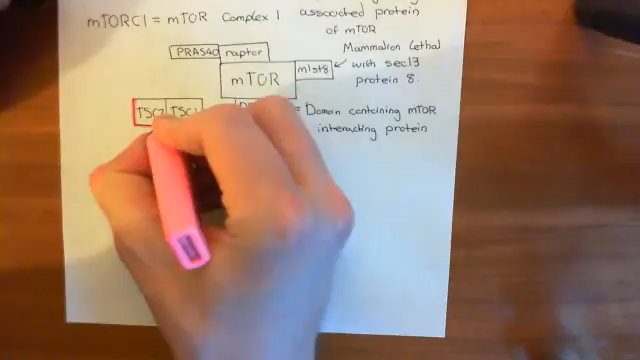 mTORC1 = mTOR Complex 1 associated protein
of mTOR
PRAS40 raptor
Mammalian lethal
mTOR mlst8 with sec13
protein 8.
TSC2 TSC1
= Domain containing mTOR
interacting protein